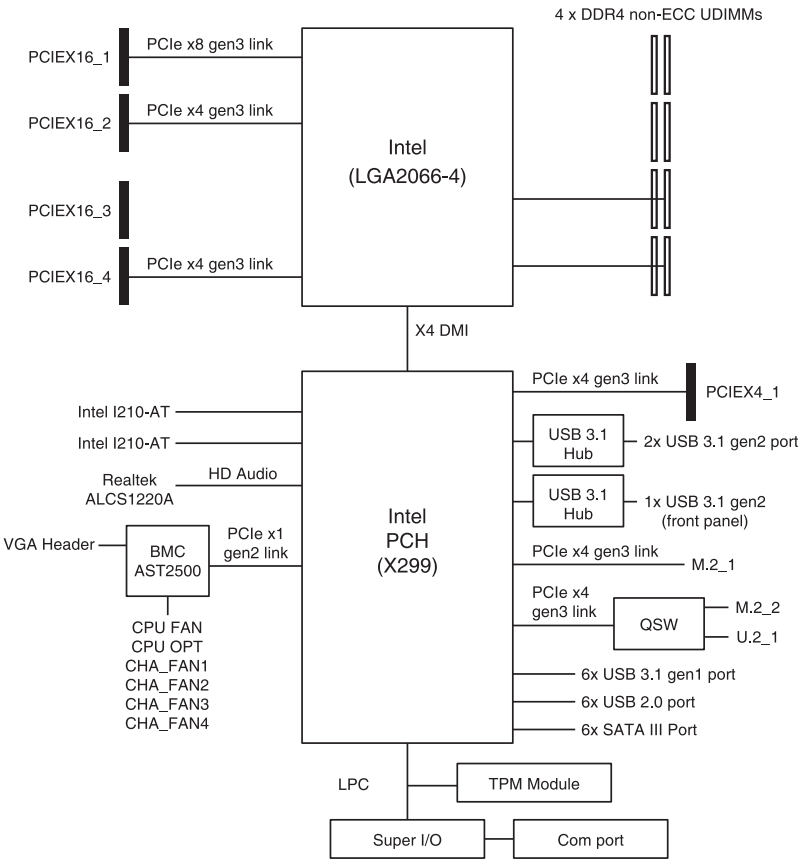 4 x DDR4 non-ECC UDIMMs
PCIEX16_1
PCIe x8 gen3 link
PCIEX16_2
PCIe x4 gen3 link
Intel
(LGA2066-4)
PCIEX16_3
PCIEX16_4
PCIe x4 gen3 link
X4 DMI
PCIe x4 gen3 link
PCIEX4_1
Intel I210-AT
Intel I210-AT
USB 3.1
Hub
2x USB 3.1 gen2 port
Realtek
ALCS1220A
HD Audio
USB 3.1
Hub
1x USB 3.1 gen2
(front panel)
Intel
PCH
(X299)
VGA Header
BMC
AST2500
PCIe x1
gen2 link
PCIe x4 gen3 link
M.2_1
PCIe x4
gen3 link
QSW
M.2_2
U.2_1
CPU FAN
CPU OPT
CHA_FAN1
CHA_FAN2
CHA_FAN3
CHA_FAN4
6x USB 3.1 gen1 port
6x USB 2.0 port
6x SATA III Port
LPC
TPM Module
Super I/O
Com port